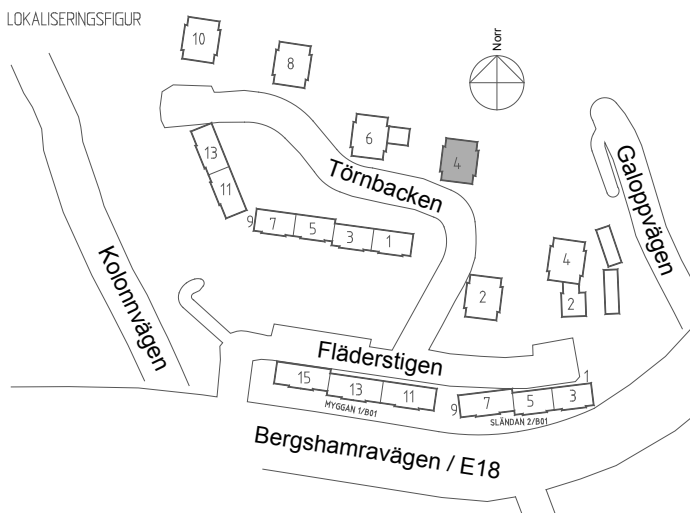 LOKALISERINGSFIGUR
Norr
10
8
6
4
13
11
Törnbacken
Galoppvägen
9
7
5
3
1
Kolonnvägen
4
2
2
Fläderstigen
15
13
11
MYGGAN 1/B01
9
7
5
3
1
SLÄNDAN 2/B01
Bergshamravägen / E18